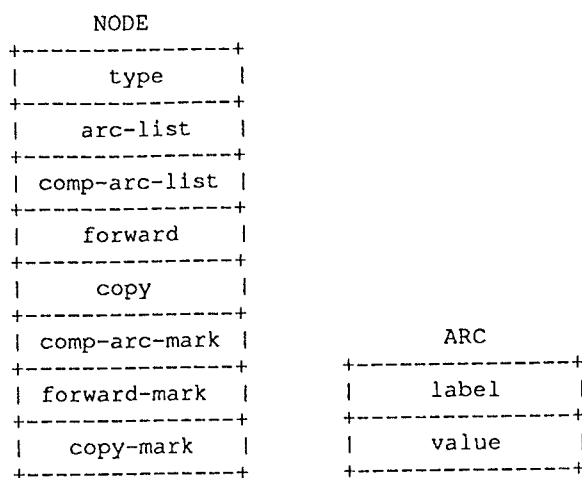 NODE
type
arc-list
comp-arc-list
forward
copy
comp-arc-mark
ARC
forward-mark
label
copy-mark
value